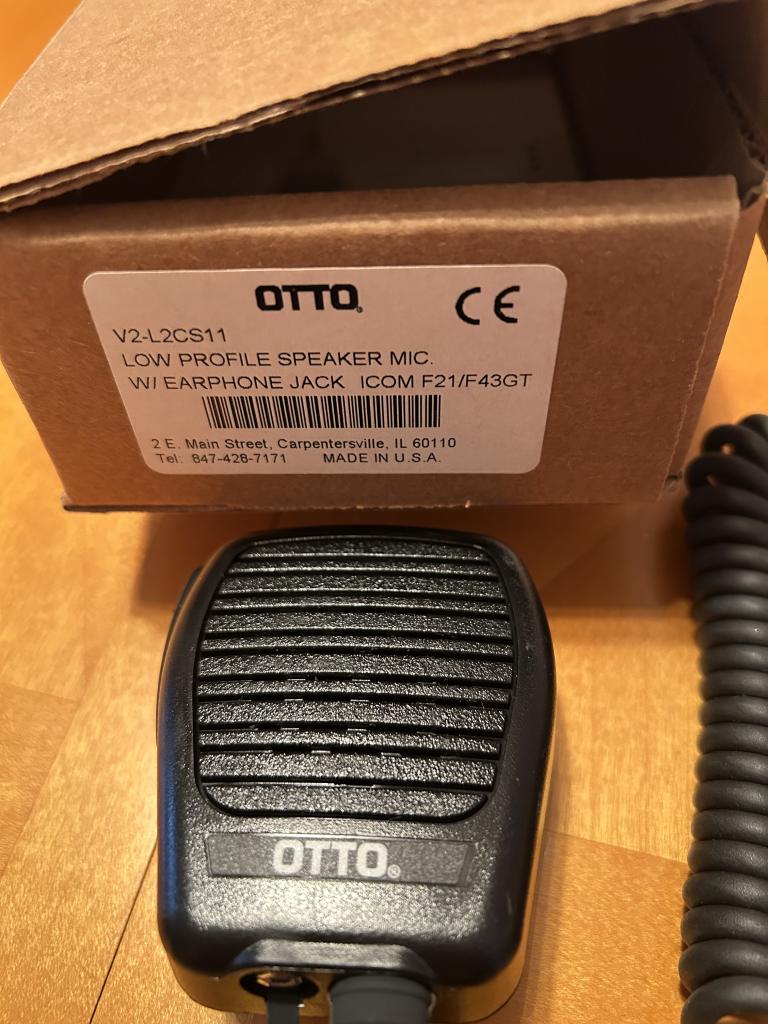 OTTO®
CE
V2-L2CS11
LOW PROFILE SPEAKER MIC.
W/ EARPHONE JACK ICOM F21/F43GT
2 E. Main Street, Carpentersville, IL 60110
Tel: 847-428-7171 MADE IN U.S.A.
OTTO®